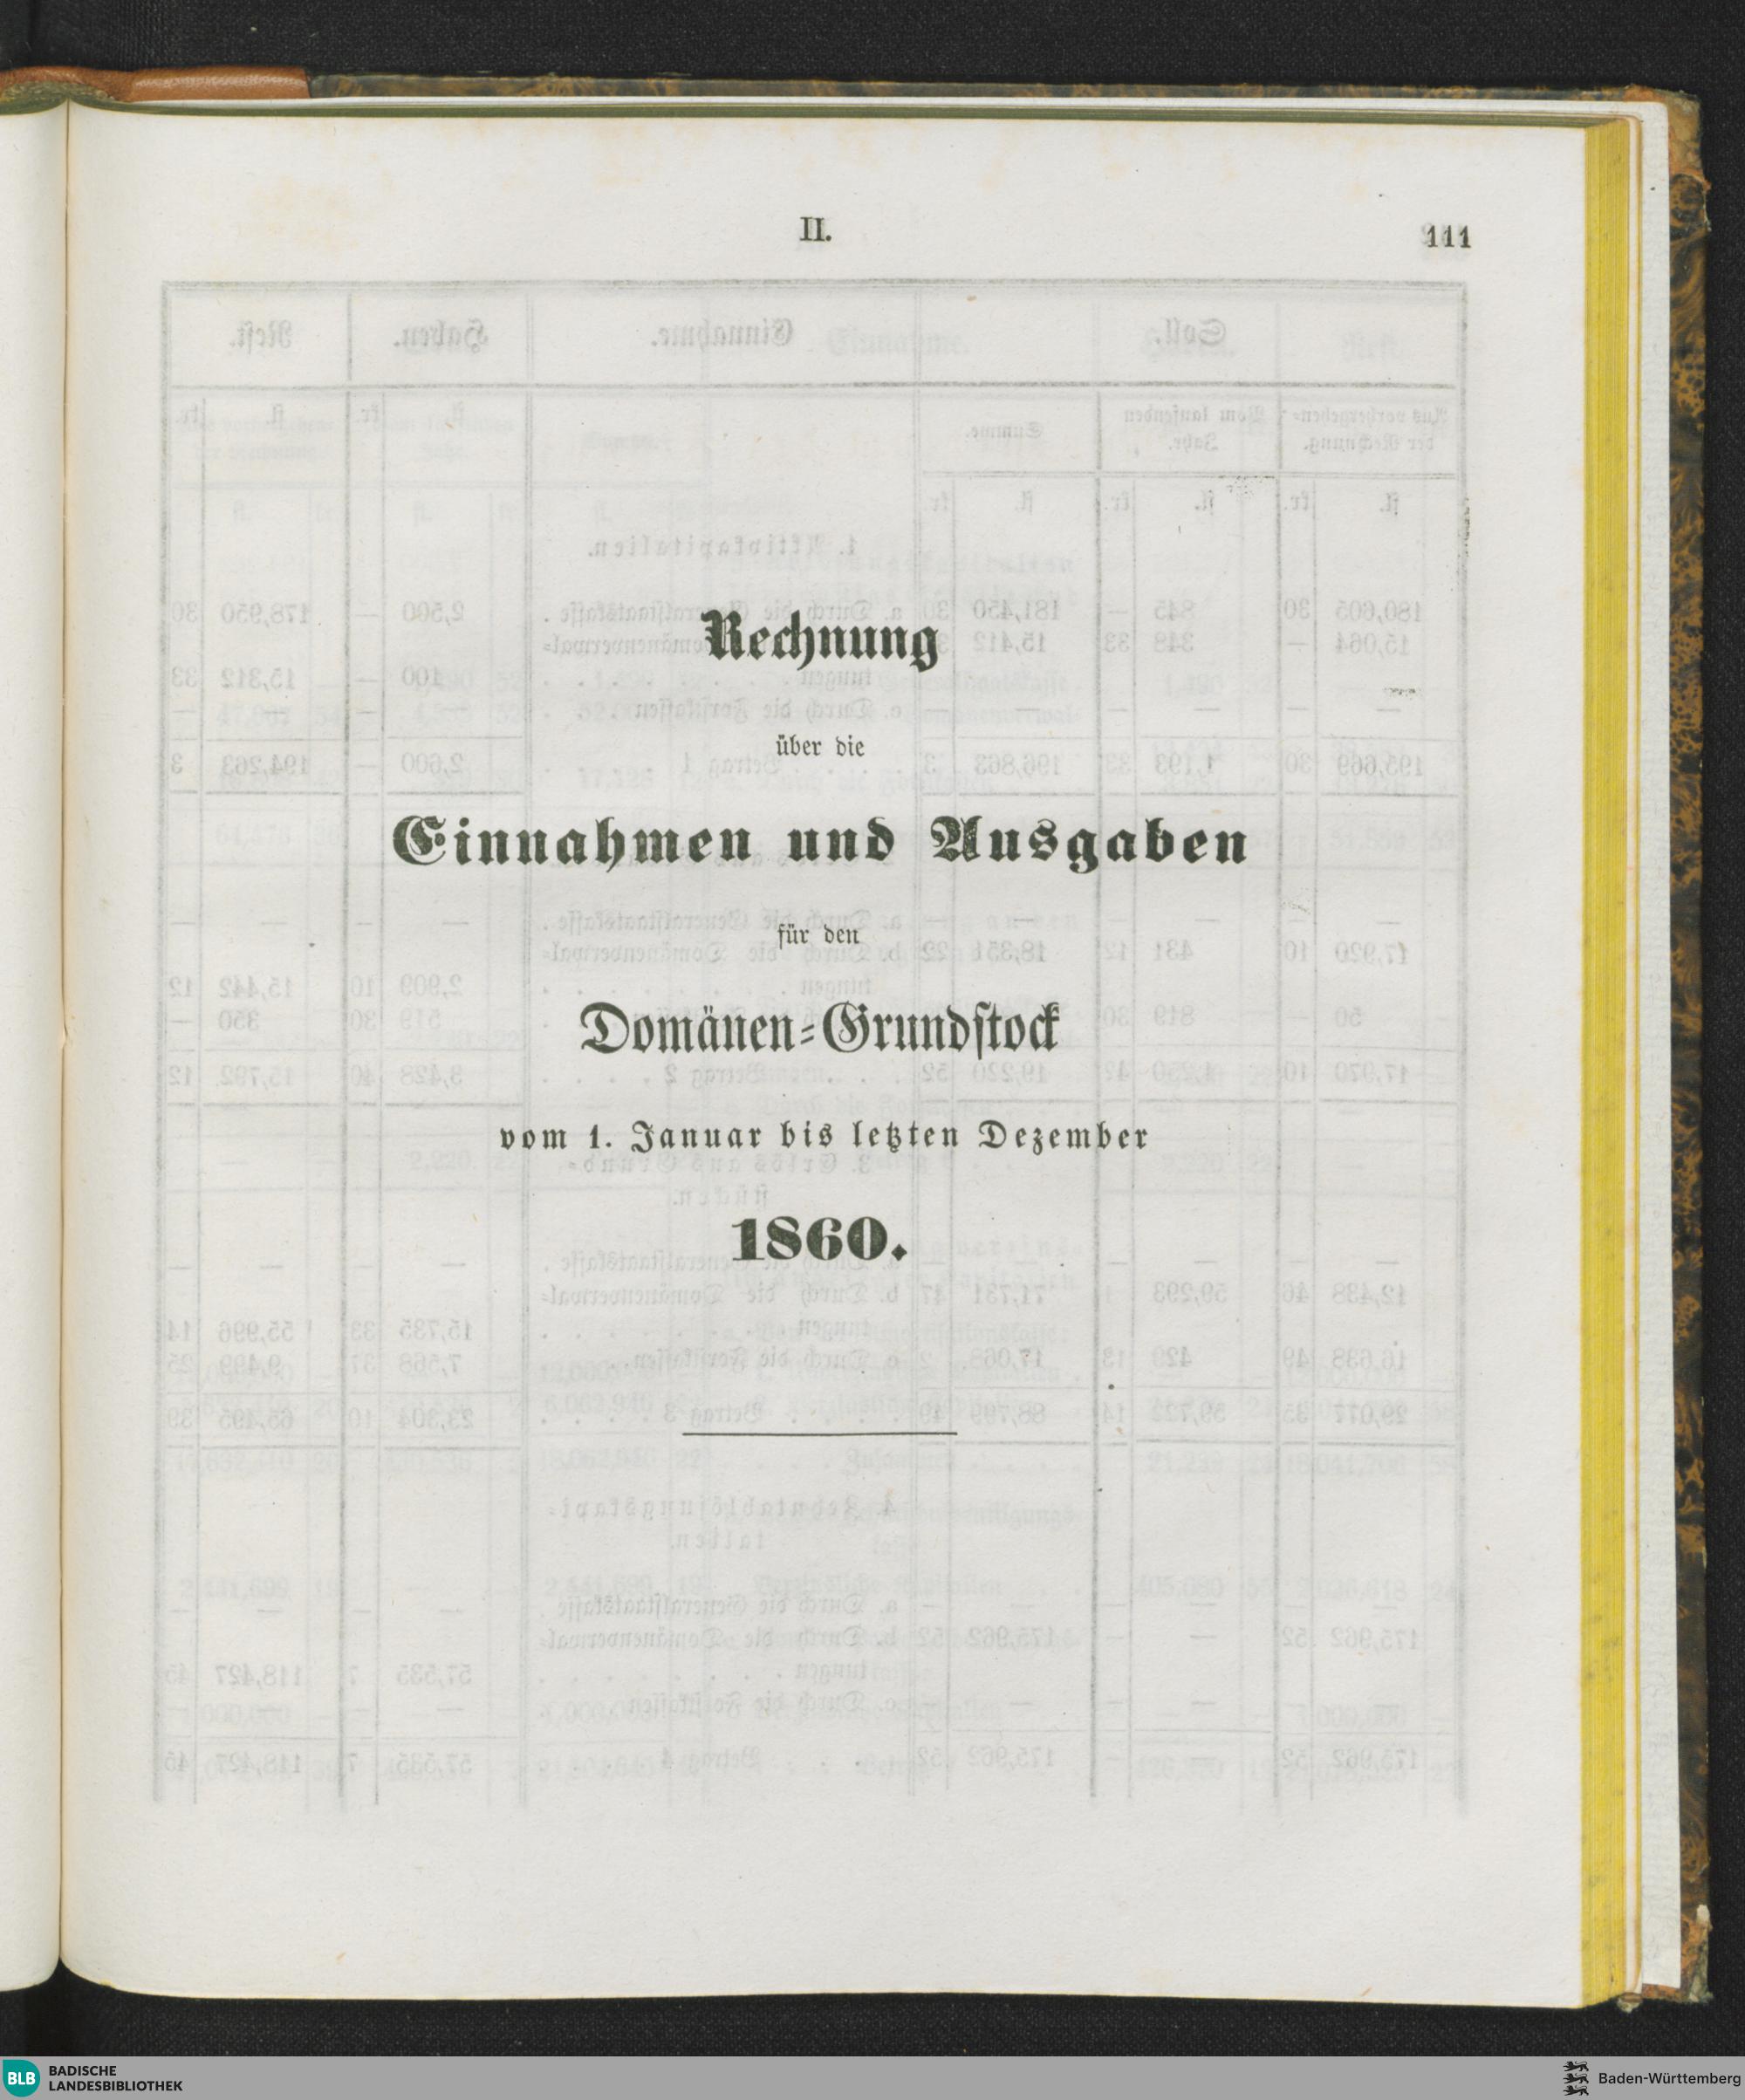 II.
111
Rechnung
über die
Einnahmen und Ausgaben
für den
Domänen=Grundstock
vom 1. Januar bis letzten Dezember
1860.
BLB BADISCHE
LANDESBIBLIOTHEK
Baden-Württemberg